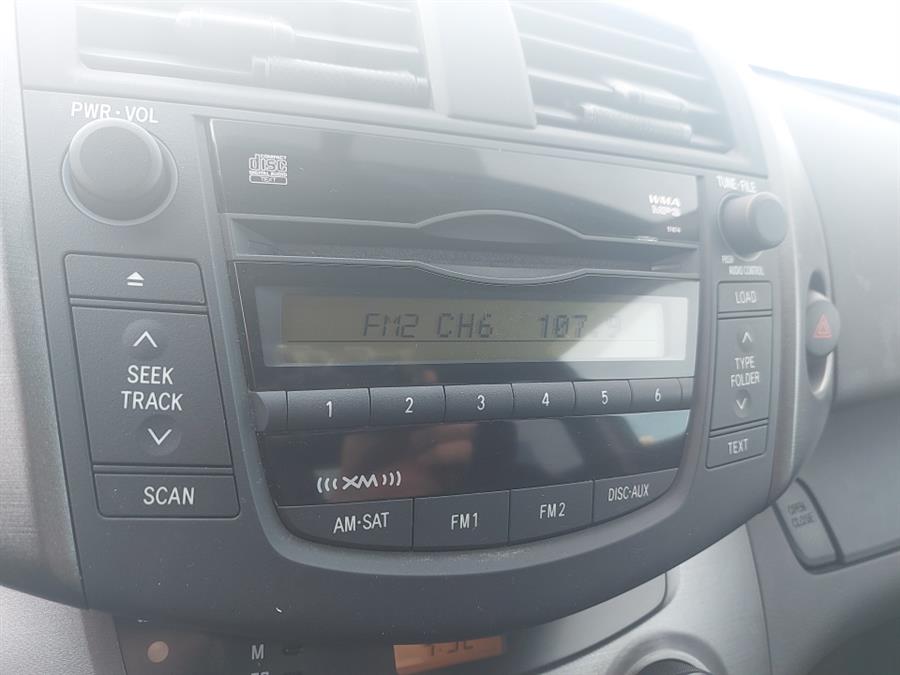 PWR·VOL
COMPACT
disc
DIGITAL AUDIO
TEXT
WMA
MP3
TUNE·FILE
PUSH
AUDIO CONTROL
LOAD
SEEK
TRACK
FM2 CH6 107.9
TYPE
FOLDER
1 2 3 4 5 6
TEXT
SCAN
(((XM)))
AM·SAT
FM1
FM2
DISC·AUX
OPEN
CLOSE
M